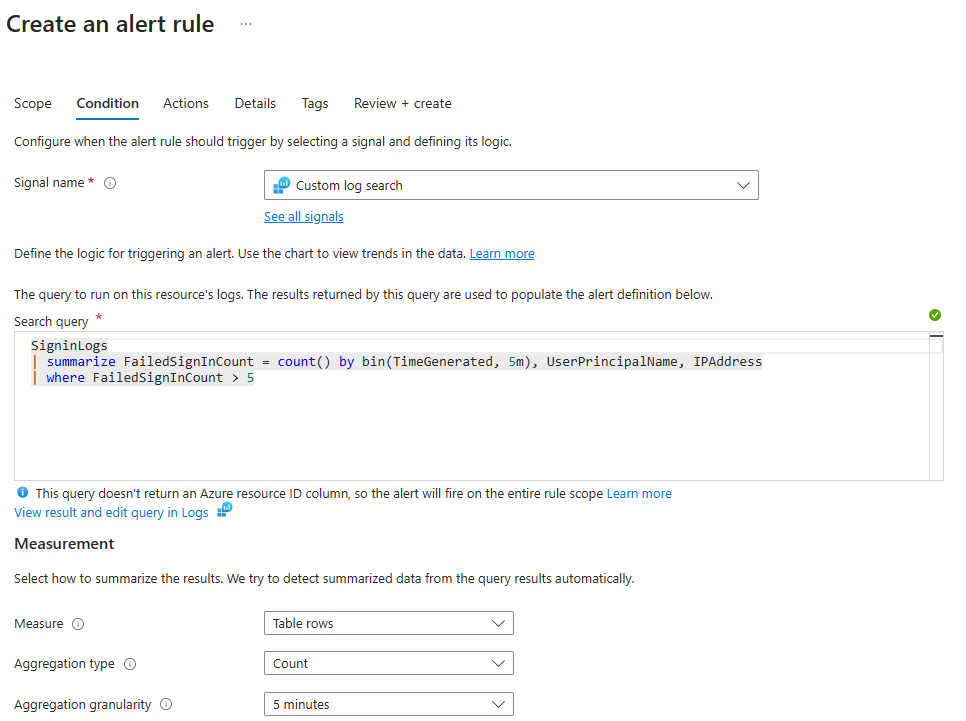 Create an alert rule ...
Scope Condition Actions Details Tags Review + create
Configure when the alert rule should trigger by selecting a signal and defining its logic.
Signal name * Custom log search
See all signals
Define the logic for triggering an alert. Use the chart to view trends in the data. Learn more
The query to run on this resource's logs. The results returned by this query are used to populate the alert definition below.
Search query *
SigninLogs
| summarize FailedSignInCount = count() by bin(TimeGenerated, 5m), UserPrincipalName, IPAddress
| where FailedSignInCount > 5
This query doesn't return an Azure resource ID column, so the alert will fire on the entire rule scope Learn more
View result and edit query in Logs
Measurement
Select how to summarize the results. We try to detect summarized data from the query results automatically.
Measure Table rows
Aggregation type Count
Aggregation granularity 5 minutes